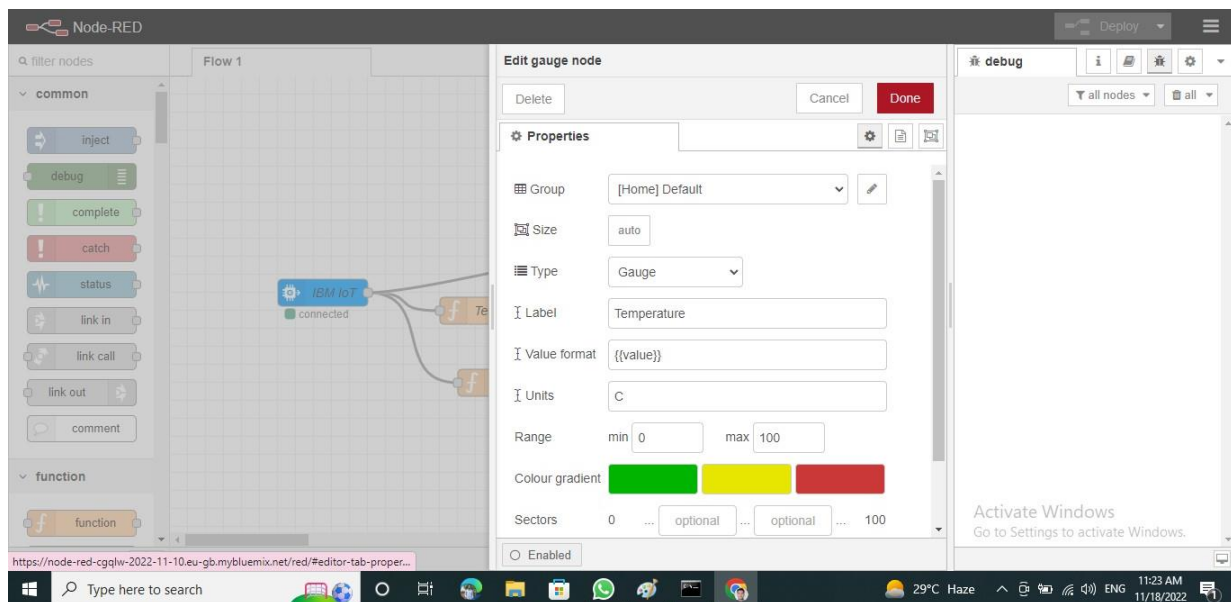 Node-RED
Deploy
filter nodes
Flow 1
Edit gauge node
debug
i
common
Delete
Cancel
Done
all nodes
all
Properties
inject
debug
complete
catch
status
link in
link call
link out
comment
function
function
IBM IoT
connected
Te
Group
[Home] Default
Size
auto
Type
Gauge
Label
Temperature
Value format
{{value}}
Units
C
Range
min 0
max 100
Colour gradient
Sectors
0 ... optional ... optional ... 100
Enabled
Activate Windows
Go to Settings to activate Windows.
https://node-red-cgqlw-2022-11-10.eu-gb.mybluemix.net/red/#editor-tab-proper...
Type here to search
29°C Haze
ENG
11:23 AM
11/18/2022